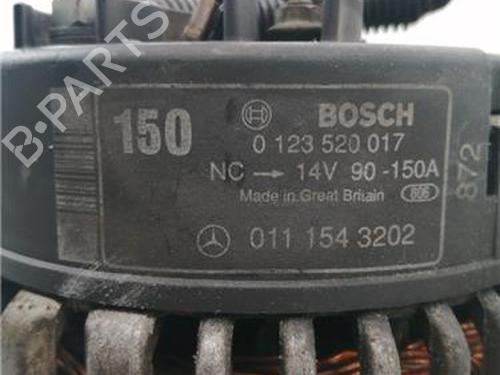 150 BOSCH
0 123 520 017
NC → 14V 90-150A
Made in Great Britain 806
011 154 3202
872
B-PARTS